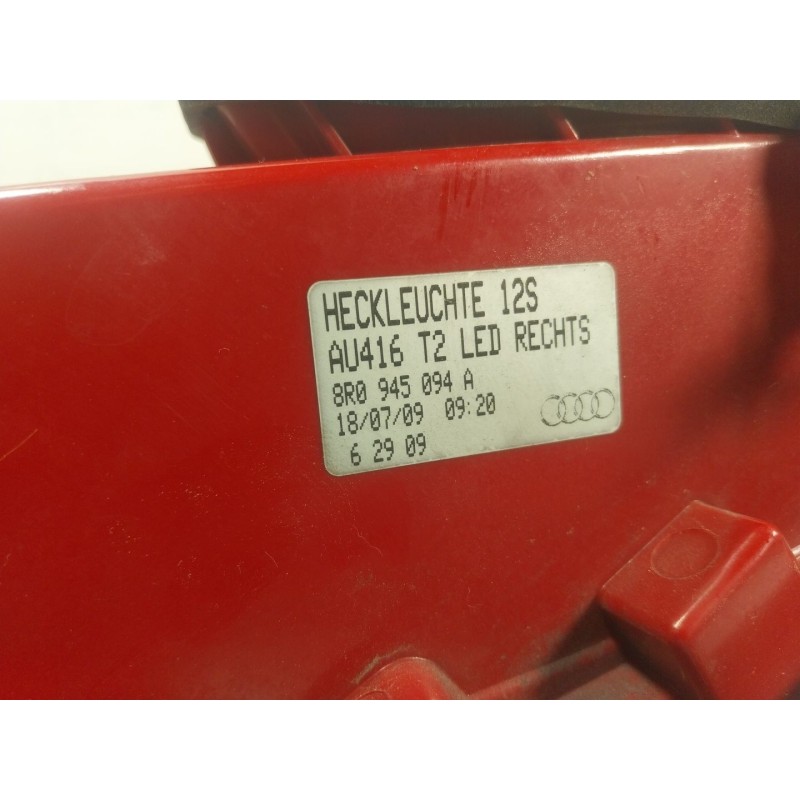 HECKLEUCHTE 12S
AU416 T2 LED RECHTS
8R0 945 094 A
18/07/09 09:20
6 29 09